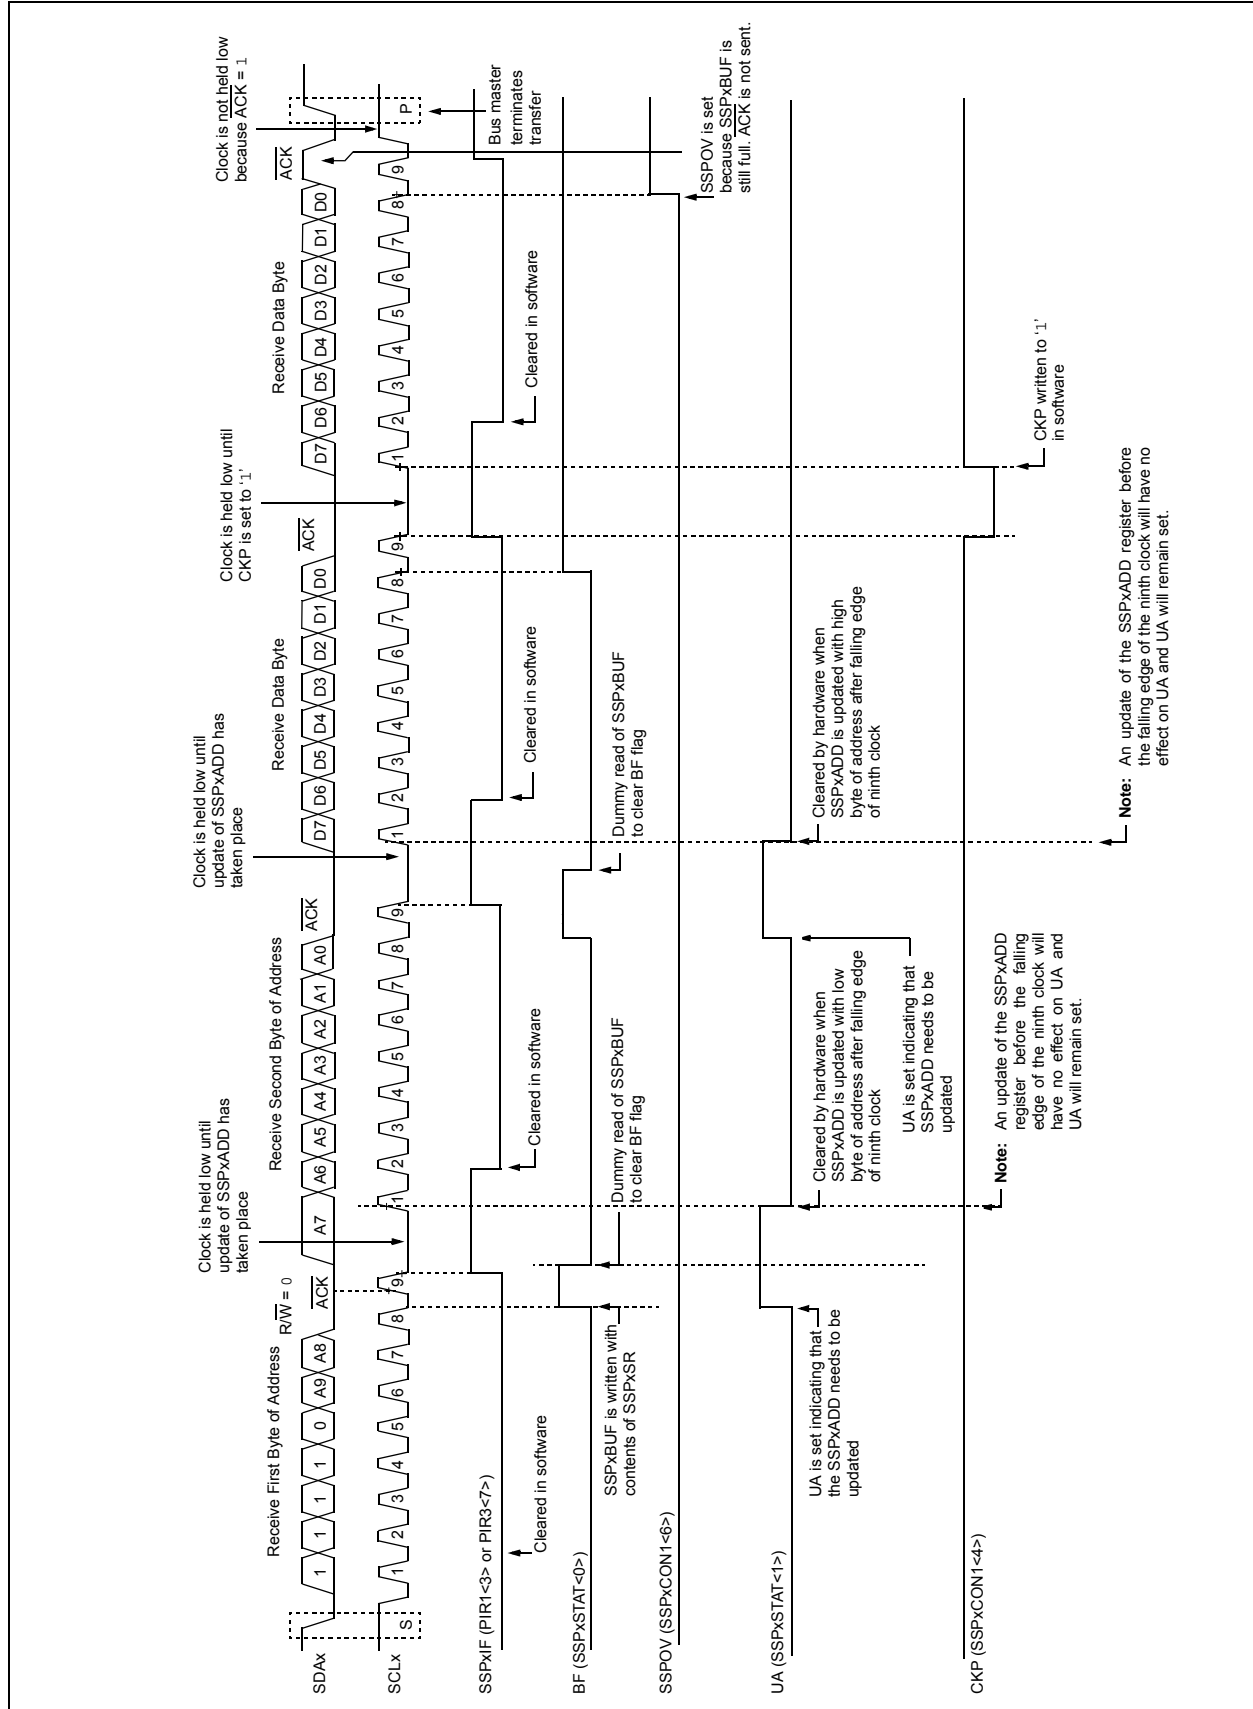 Receive First Byte of Address
R/W = 0
ACK
Clock is held low until
update of SSPxADD has
taken place
Receive Second Byte of Address
ACK
Clock is held low until
update of SSPxADD has
taken place
Receive Data Byte
ACK
Clock is held low until
CKP is set to ‘1’
Receive Data Byte
ACK
Clock is not held low
because ACK = 1
SDAx
1 1 1 1 0 A9 A8
A7 A6 A5 A4 A3 A2 A1 A0
D7 D6 D5 D4 D3 D2 D1 D0
D7 D6 D5 D4 D3 D2 D1 D0
SCLx
S
1 2 3 4 5 6 7 8 9
1 2 3 4 5 6 7 8 9
1 2 3 4 5 6 7 8 9
1 2 3 4 5 6 7 8 9
P
Bus master
terminates
transfer
SSPxIF (PIR1<3> or PIR3<7>)
Cleared in software
Cleared in software
Cleared in software
Cleared in software
BF (SSPxSTAT<0>)
SSPxBUF is written with
contents of SSPxSR
Dummy read of SSPxBUF
to clear BF flag
Dummy read of SSPxBUF
to clear BF flag
SSPOV (SSPxCON1<6>)
SSPOV is set
because SSPxBUF is
still full. ACK is not sent.
UA (SSPxSTAT<1>)
UA is set indicating that
the SSPxADD needs to be
updated
Cleared by hardware when
SSPxADD is updated with low
byte of address after falling edge
of ninth clock
UA is set indicating that
SSPxADD needs to be
updated
Cleared by hardware when
SSPxADD is updated with high
byte of address after falling edge
of ninth clock
CKP (SSPxCON1<4>)
CKP written to ‘1’
in software
Note: An update of the SSPxADD
register before the falling
edge of the ninth clock will
have no effect on UA and
UA will remain set.
Note: An update of the SSPxADD register before
the falling edge of the ninth clock will have no
effect on UA and UA will remain set.